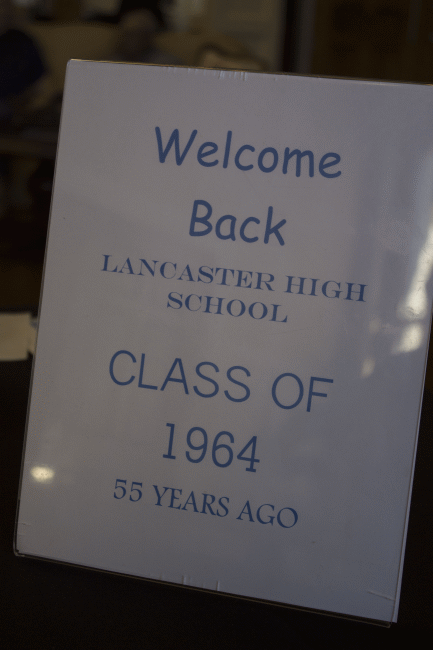 Welcome
Back
LANCASTER HIGH
SCHOOL
CLASS OF
1964
55 YEARS AGO